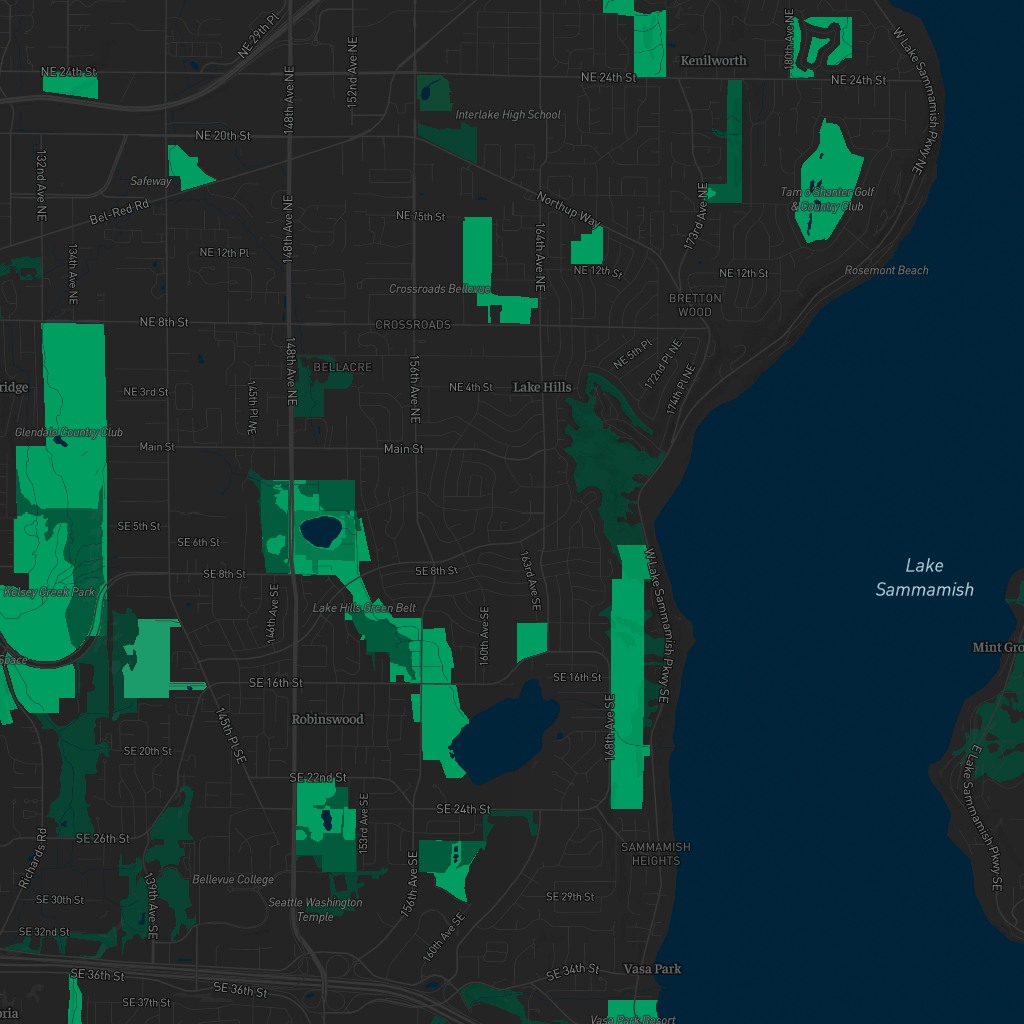 NE 29th Pl
152nd Ave NE
180th Ave NE
W Lake Sammamish Pkwy NE
Kenilworth
NE 24th St
NE 24th St
NE 24th St
148th Ave NE
Interlake High School
NE 20th St
132nd Ave NE
Safeway
Bel-Red Rd
NE 15th St
Northup Way
173rd Ave NE
Tam o'Shanter Golf
& Country Club
148th Ave NE
164th Ave NE
134th Ave NE
NE 12th Pl
NE 12th St
NE 12th St
Rosemont Beach
Crossroads Bellevue
BRETTON
WOOD
NE 8th St
CROSSROADS
148th Ave NE
BELLACRE
156th Ave NE
NE 5th Pl
172nd Pl NE
174th Pl NE
ridge
NE 3rd St
145th Pl NE
NE 4th St
Lake Hills
Glendale Country Club
Main St
Main St
SE 5th St
SE 6th St
SE 8th St
SE 8th St
163rd Ave SE
W Lake Sammamish Pkwy SE
Lake
Sammamish
Kelsey Creek Park
146th Ave SE
Lake Hills Green Belt
160th Ave SE
Space
Mint Gro
SE 16th St
SE 16th St
168th Ave SE
145th Pl SE
Robinswood
SE 20th St
SE 22nd St
E Lake Sammamish Pkwy SE
153rd Ave SE
SE 24th St
SE 26th St
Richards Rd
SAMMAMISH
HEIGHTS
139th Ave SE
Bellevue College
156th Ave SE
SE 30th St
Seattle Washington
Temple
SE 29th St
160th Ave SE
SE 32nd St
SE 36th St
SE 36th St
SE 34th St
Vasa Park
SE 37th St
oria
Vasa Park Resort